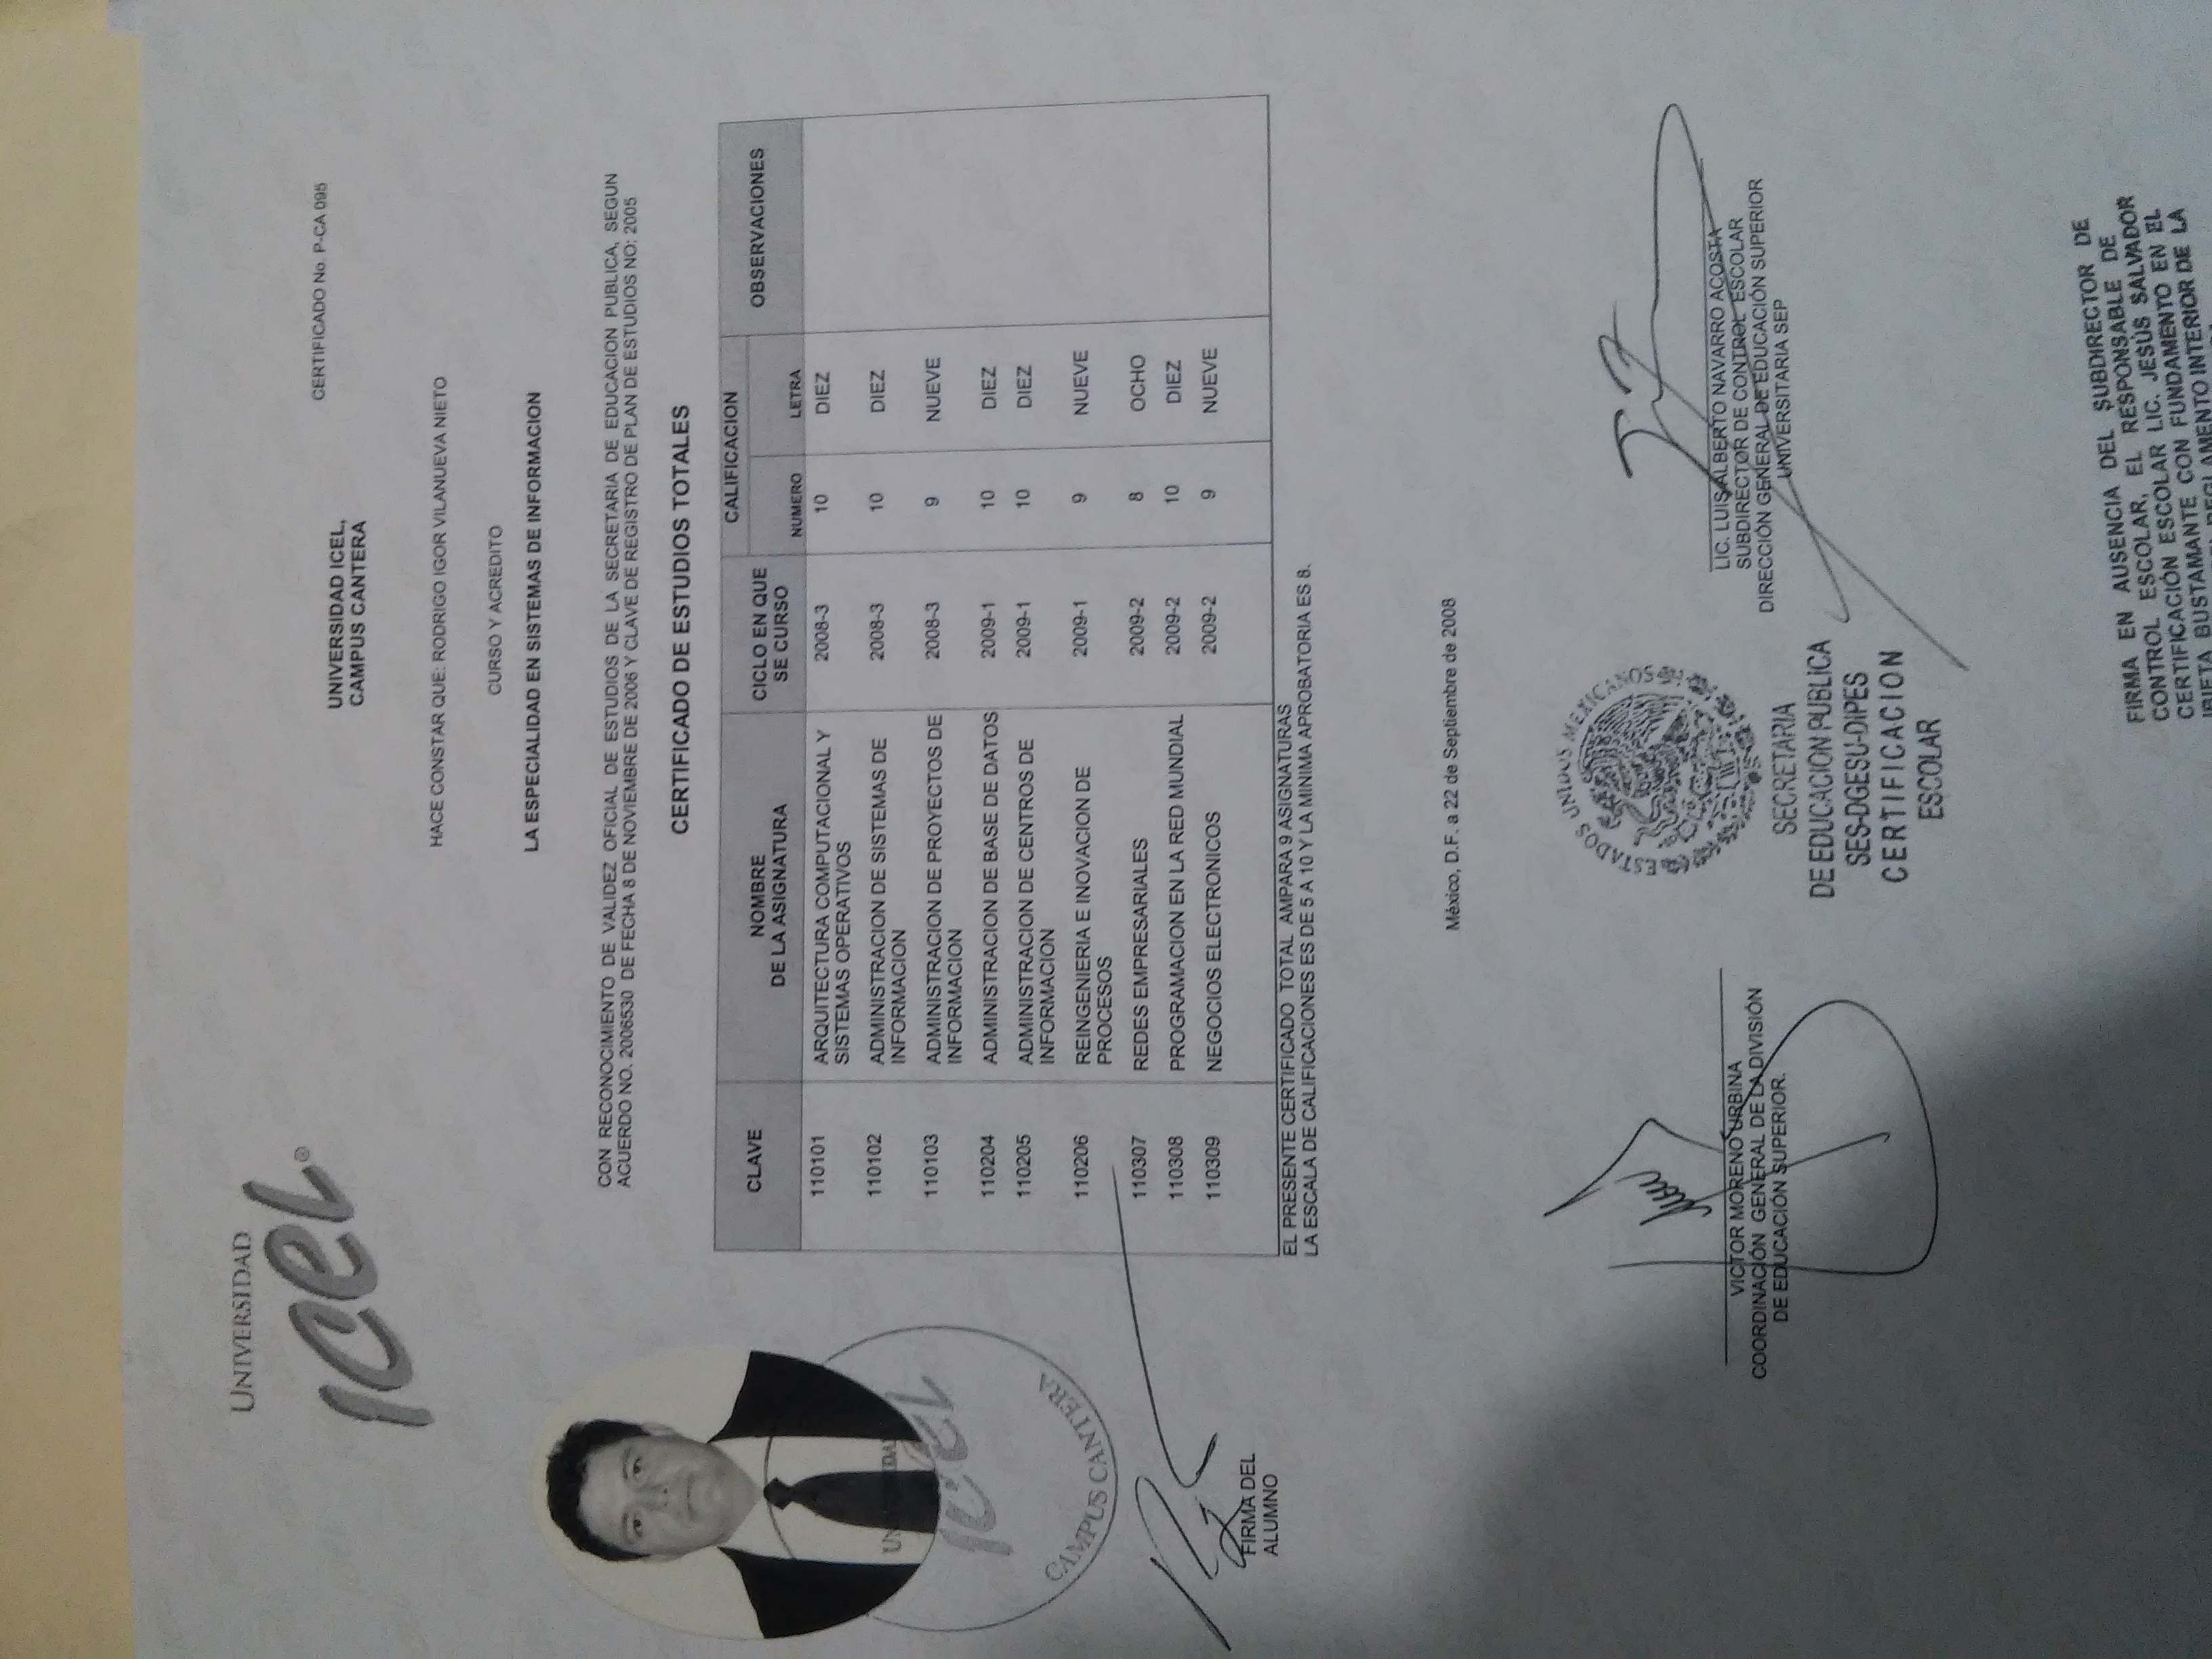 UNIVERSIDAD
ICEL®
CERTIFICADO No. P-CA 095
UNIVERSIDAD ICEL,
CAMPUS CANTERA
HACE CONSTAR QUE: RODRIGO IGOR VILANUEVA NIETO
CURSO Y ACREDITO
LA ESPECIALIDAD EN SISTEMAS DE INFORMACION
CON RECONOCIMIENTO DE VALIDEZ OFICIAL DE ESTUDIOS DE LA SECRETARIA DE EDUCACION PUBLICA, SEGUN
ACUERDO NO. 2006530 DE FECHA 8 DE NOVIEMBRE DE 2006 Y CLAVE DE REGISTRO DE PLAN DE ESTUDIOS NO: 2005
CERTIFICADO DE ESTUDIOS TOTALES
CLAVE NOMBRE DE LA ASIGNATURA CICLO EN QUE SE CURSO CALIFICACION NUMERO LETRA OBSERVACIONES
110101 ARQUITECTURA COMPUTACIONAL Y 2008-3 10 DIEZ
SISTEMAS OPERATIVOS
110102 ADMINISTRACION DE SISTEMAS DE 2008-3 10 DIEZ
INFORMACION
110103 ADMINISTRACION DE PROYECTOS DE 2008-3 9 NUEVE
INFORMACION
110204 ADMINISTRACION DE BASE DE DATOS 2009-1 10 DIEZ
110205 ADMINISTRACION DE CENTROS DE 2009-1 10 DIEZ
INFORMACION
110206 REINGENIERIA E INOVACION DE 2009-1 9 NUEVE
PROCESOS
110307 REDES EMPRESARIALES 2009-2 8 OCHO
110308 PROGRAMACION EN LA RED MUNDIAL 2009-2 10 DIEZ
110309 NEGOCIOS ELECTRONICOS 2009-2 9 NUEVE
EL PRESENTE CERTIFICADO TOTAL AMPARA 9 ASIGNATURAS
LA ESCALA DE CALIFICACIONES ES DE 5 A 10 Y LA MINIMA APROBATORIA ES 8.
UNIVERSIDAD
ICEL
CAMPUS CANTERA
FIRMA DEL
ALUMNO
México, D.F. a 22 de Septiembre de 2008
VICTOR MORENO URBINA
COORDINACIÓN GENERAL DE LA DIVISIÓN
DE EDUCACIÓN SUPERIOR.
ESTADOS UNIDOS MEXICANOS
SECRETARIA
DE EDUCACION PUBLICA
SES-DGESU-DIPES
CERTIFICACION
ESCOLAR
LIC. LUIS ALBERTO NAVARRO ACOSTA
SUBDIRECTOR DE CONTROL ESCOLAR
DIRECCIÓN GENERAL DE EDUCACIÓN SUPERIOR
UNIVERSITARIA SEP
FIRMA EN AUSENCIA DEL SUBDIRECTOR DE
CONTROL ESCOLAR, EL RESPONSABLE DE
CERTIFICACIÓN ESCOLAR LIC. JESÚS SALVADOR
IBIETA BUSTAMANTE CON FUNDAMENTO EN EL
REGLAMENTO INTERIOR DE LA